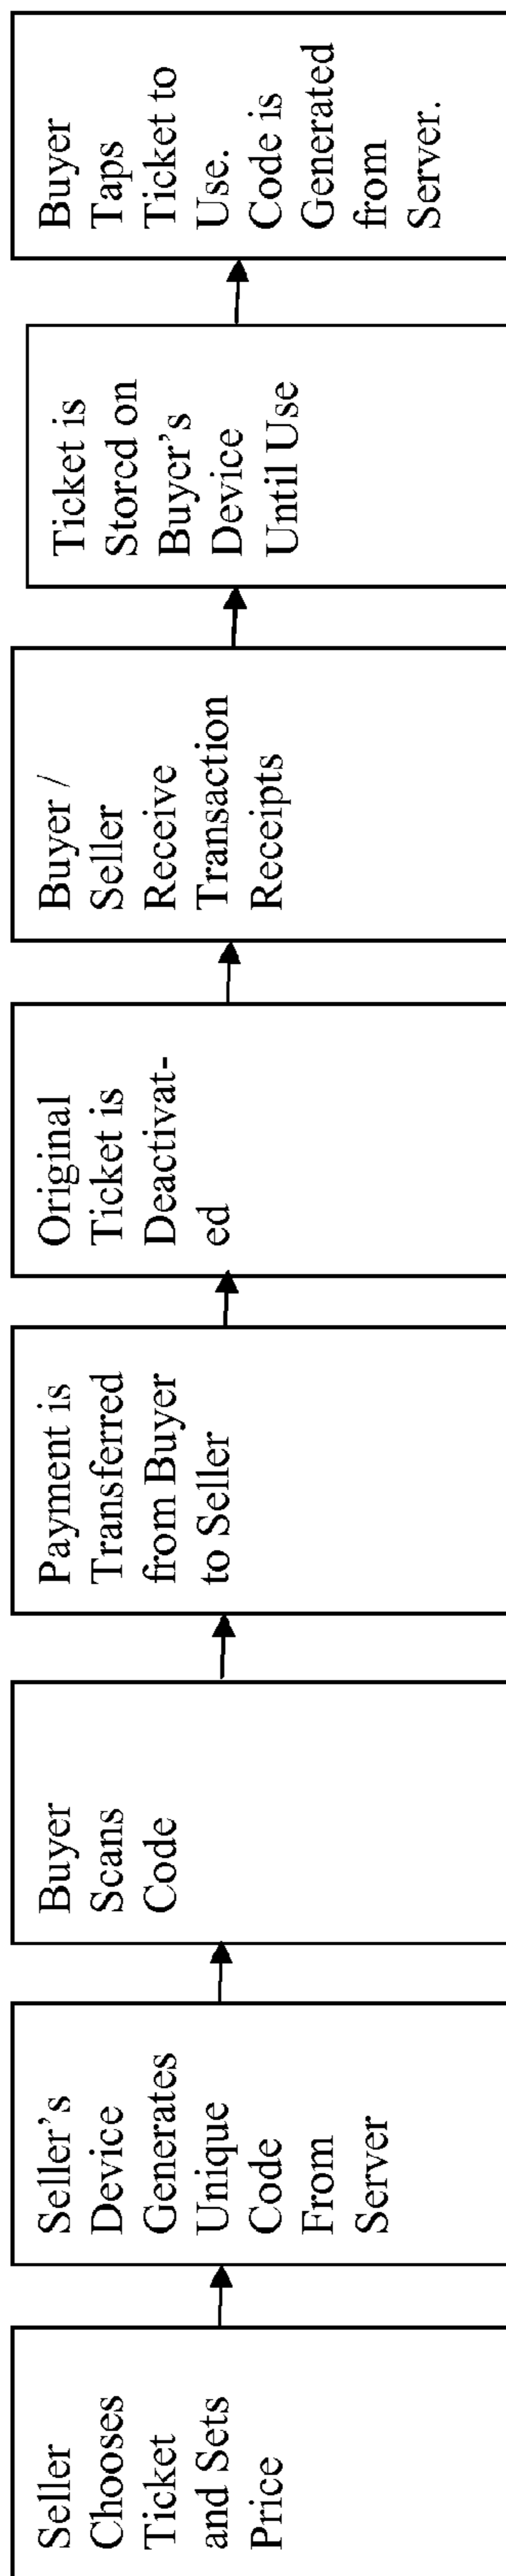 Seller
Chooses
Ticket
and Sets
Price
Seller's
Device
Generates
Unique
Code
From
Server
Buyer
Scans
Code
Payment is
Transferred
from Buyer
to Seller
Original
Ticket is
Deactivat-
ed
Buyer /
Seller
Receive
Transaction
Receipts
Ticket is
Stored on
Buyer's
Device
Until Use
Buyer
Taps
Ticket to
Use.
Code is
Generated
from
Server.